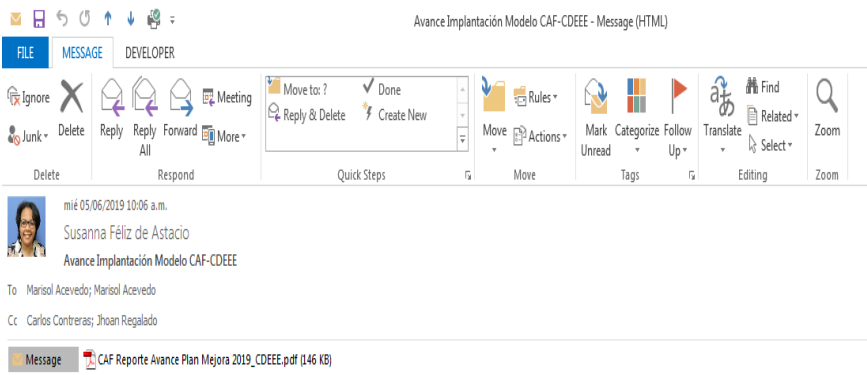 Avance Implantación Modelo CAF-CDEEE - Message (HTML)
FILE MESSAGE DEVELOPER
Ignore
Junk
Delete
Reply
Reply All
Forward
Meeting
More
Move to: ?
Reply & Delete
Done
Create New
Move
Rules
Actions
Mark Unread
Categorize
Follow Up
Translate
Find
Related
Select
Zoom
Delete Respond Quick Steps Move Tags Editing Zoom
mié 05/06/2019 10:06 a.m.
Susanna Féliz de Astacio
Avance Implantación Modelo CAF-CDEEE
To Marisol Acevedo; Marisol Acevedo
Cc Carlos Contreras; Jhoan Regalado
Message CAF Reporte Avance Plan Mejora 2019_CDEEE.pdf (146 KB)